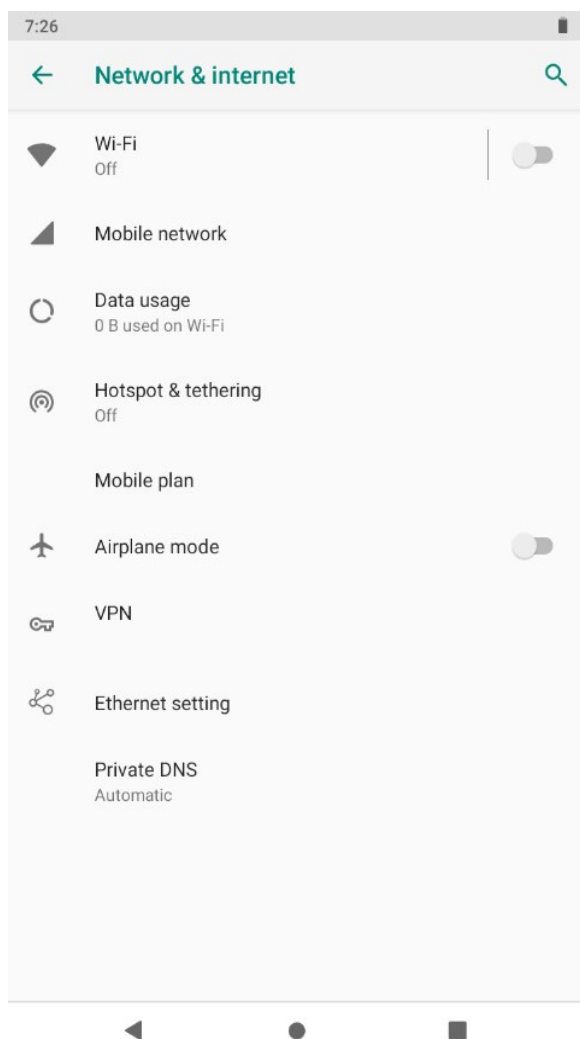 7:26
Network & internet
Wi-Fi
Off
Mobile network
Data usage
0 B used on Wi-Fi
Hotspot & tethering
Off
Mobile plan
Airplane mode
VPN
Ethernet setting
Private DNS
Automatic